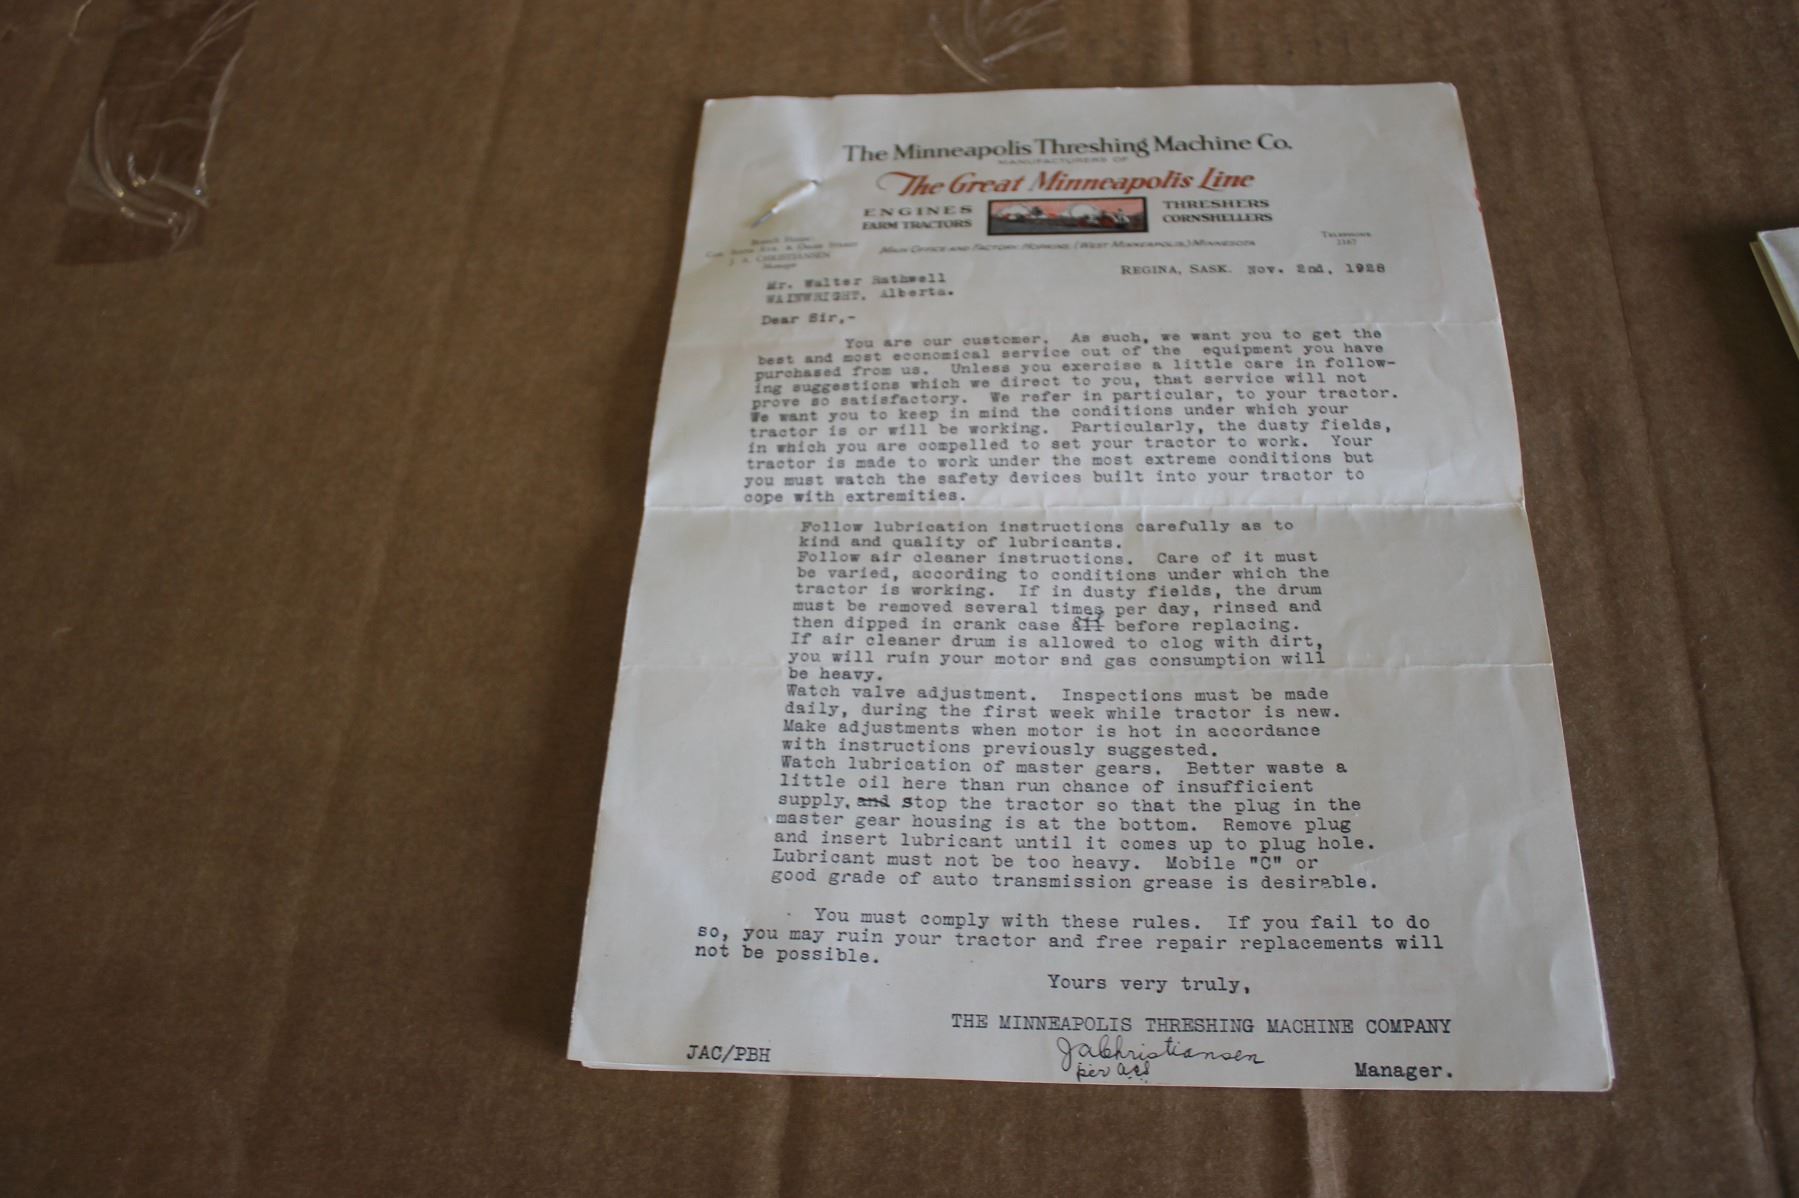 The Minneapolis Threshing Machine Co.
MANUFACTURERS OF
The Great Minneapolis Line
ENGINES
FARM TRACTORS
THRESHERS
CORNSHELLERS
MAIN OFFICE AND FACTORY: HOPKINS, (WEST MINNEAPOLIS,) MINNESOTA
TELEPHONE
Branch House:
J. A. CHRISTIANSEN
Manager
REGINA, SASK. Nov. 2nd, 1928
Mr. Walter Rathwell
WAINWRIGHT, Alberta.
Dear Sir,-
You are our customer. As such, we want you to get the
best and most economical service out of the equipment you have
purchased from us. Unless you exercise a little care in follow-
ing suggestions which we direct to you, that service will not
prove so satisfactory. We refer in particular, to your tractor.
We want you to keep in mind the conditions under which your
tractor is or will be working. Particularly, the dusty fields,
in which you are compelled to set your tractor to work. Your
tractor is made to work under the most extreme conditions but
you must watch the safety devices built into your tractor to
cope with extremities.
Follow lubrication instructions carefully as to
kind and quality of lubricants.
Follow air cleaner instructions. Care of it must
be varied, according to conditions under which the
tractor is working. If in dusty fields, the drum
must be removed several times per day, rinsed and
then dipped in crank case before replacing.
If air cleaner drum is allowed to clog with dirt,
you will ruin your motor and gas consumption will
be heavy.
Watch valve adjustment. Inspections must be made
daily, during the first week while tractor is new.
Make adjustments when motor is hot in accordance
with instructions previously suggested.
Watch lubrication of master gears. Better waste a
little oil here than run chance of insufficient
supply. and Stop the tractor so that the plug in the
master gear housing is at the bottom. Remove plug
and insert lubricant until it comes up to plug hole.
Lubricant must not be too heavy. Mobile "C" or
good grade of auto transmission grease is desirable.
You must comply with these rules. If you fail to do
so, you may ruin your tractor and free repair replacements will
not be possible.
Yours very truly,
THE MINNEAPOLIS THRESHING MACHINE COMPANY
JAChristiansen
per
JAC/PBH
Manager.